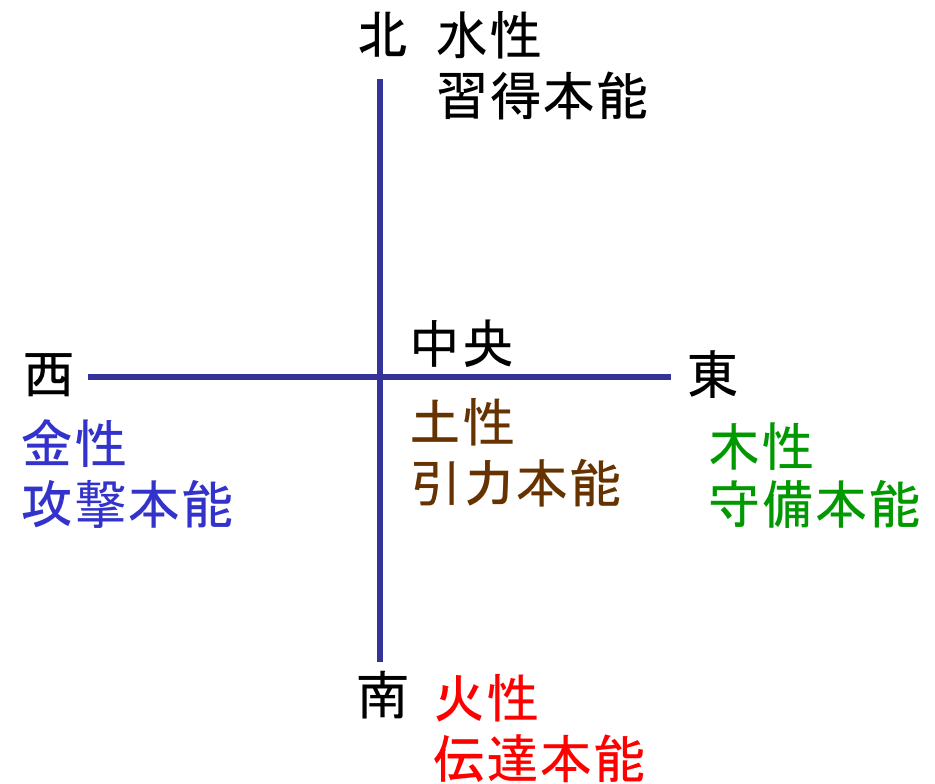 北 水性
習得本能
中央
西 東
土性
引力本能
金性
攻撃本能
木性
守備本能
南 火性
伝達本能